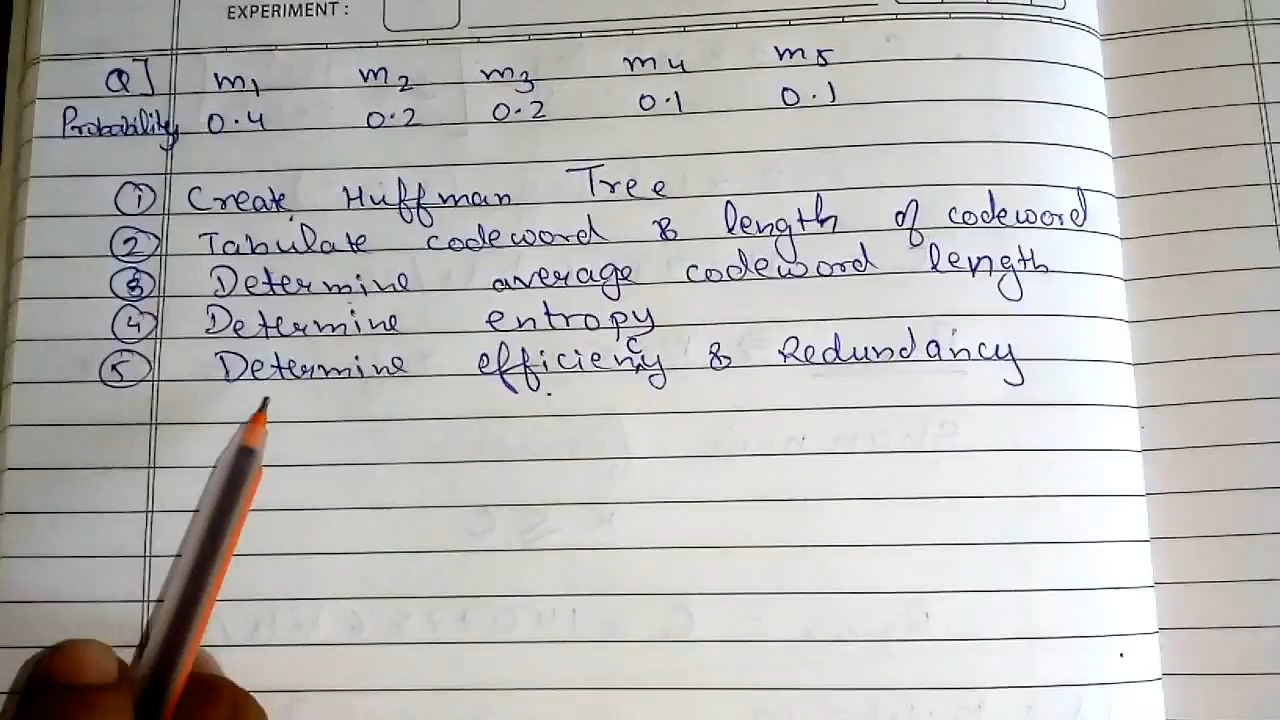 EXPERIMENT :
Q] m1 m2 m3 m4 m5
Probability 0.4 0.2 0.2 0.1 0.1
① Create Huffman Tree
② Tabulate codeword & length of codeword
③ Determine average codeword length
④ Determine entropy
⑤ Determine efficiency & Redundancy